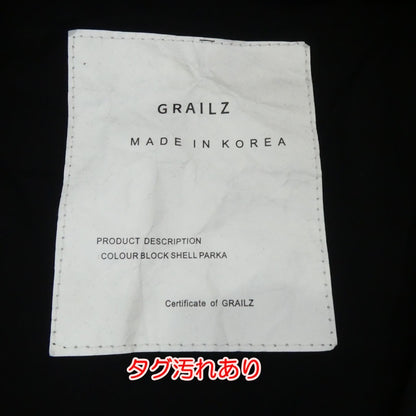 GRAILZ
MADE IN KOREA
PRODUCT DESCRIPTION
COLOUR BLOCK SHELL PARKA
Certificate of GRAILZ
タグ汚れあり